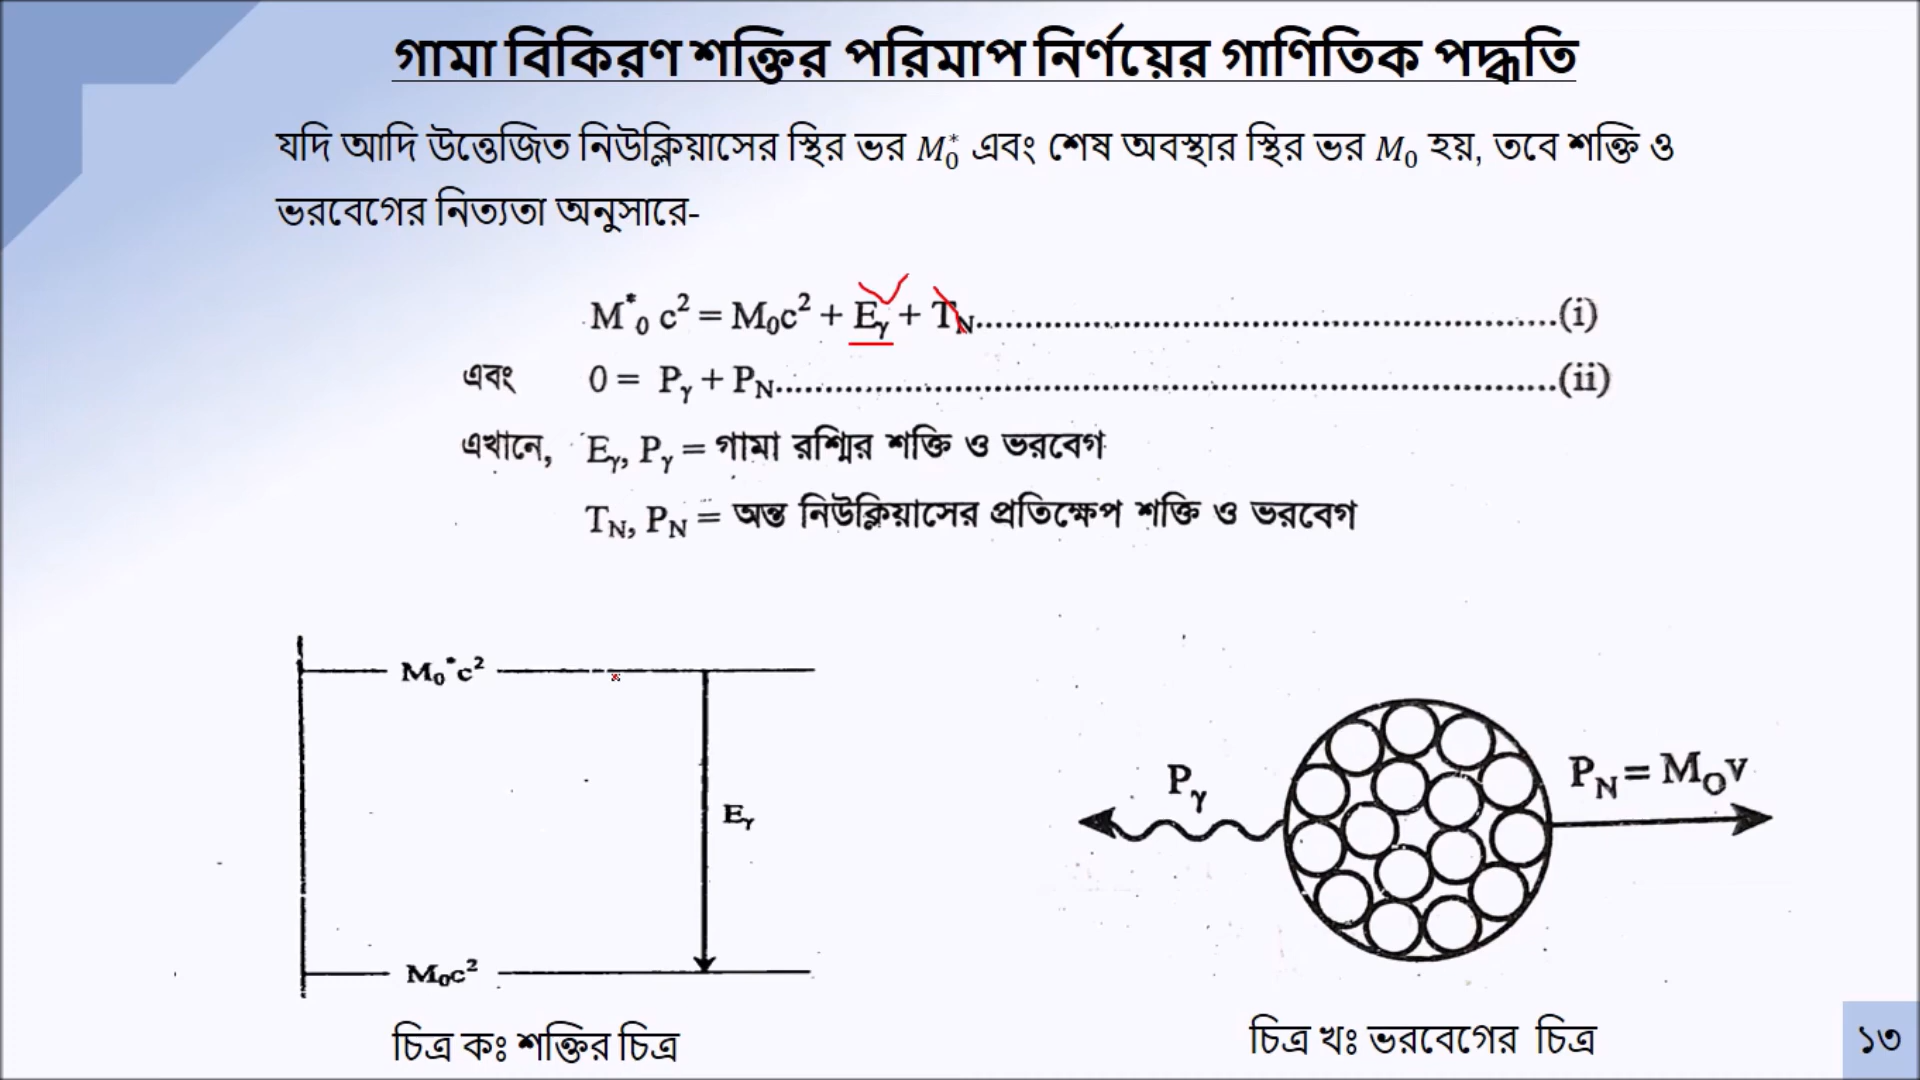 গামা বিকিরণ শক্তির পরিমাপ নির্ণয়ের গাণিতিক পদ্ধতি
যদি আদি উত্তেজিত নিউক্লিয়াসের স্থির ভর M₀* এবং শেষ অবস্থার স্থির ভর M₀ হয়, তবে শক্তি ও
ভরবেগের নিত্যতা অনুসারে-
M*₀ c² = M₀c² + Eᵧ + T_N..........(i)
এবং 0 = Pᵧ + P_N..........(ii)
এখানে, Eᵧ, Pᵧ = গামা রশ্মির শক্তি ও ভরবেগ
T_N, P_N = অন্ত নিউক্লিয়াসের প্রতিক্ষেপ শক্তি ও ভরবেগ
M₀*c²
Eᵧ
M₀c²
চিত্র কঃ শক্তির চিত্র
Pᵧ
P_N = M_Ov
চিত্র খঃ ভরবেগের চিত্র
১৩